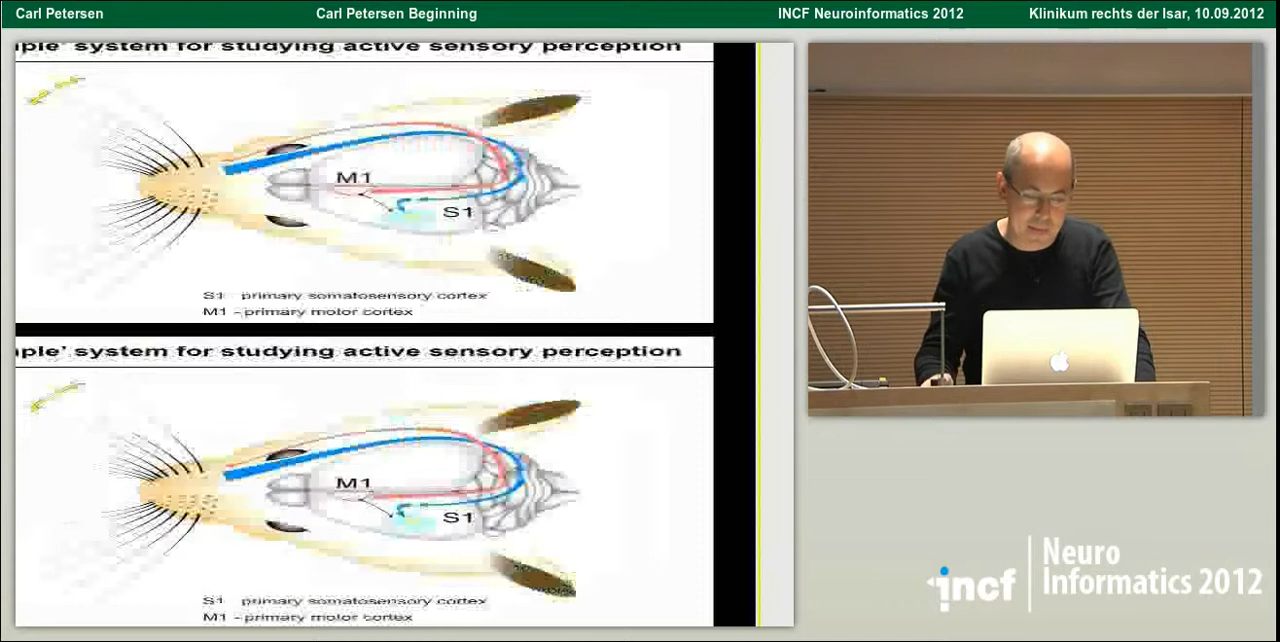 Carl Petersen
Carl Petersen Beginning
INCF Neuroinformatics 2012
Klinikum rechts der Isar, 10.09.2012
ple' system for studying active sensory perception
M1
S1
S1 primary somatosensory cortex
M1 - primary motor cortex
ple' system for studying active sensory perception
M1
S1
S1 primary somatosensory cortex
M1 - primary motor cortex
incf
Neuro
Informatics 2012